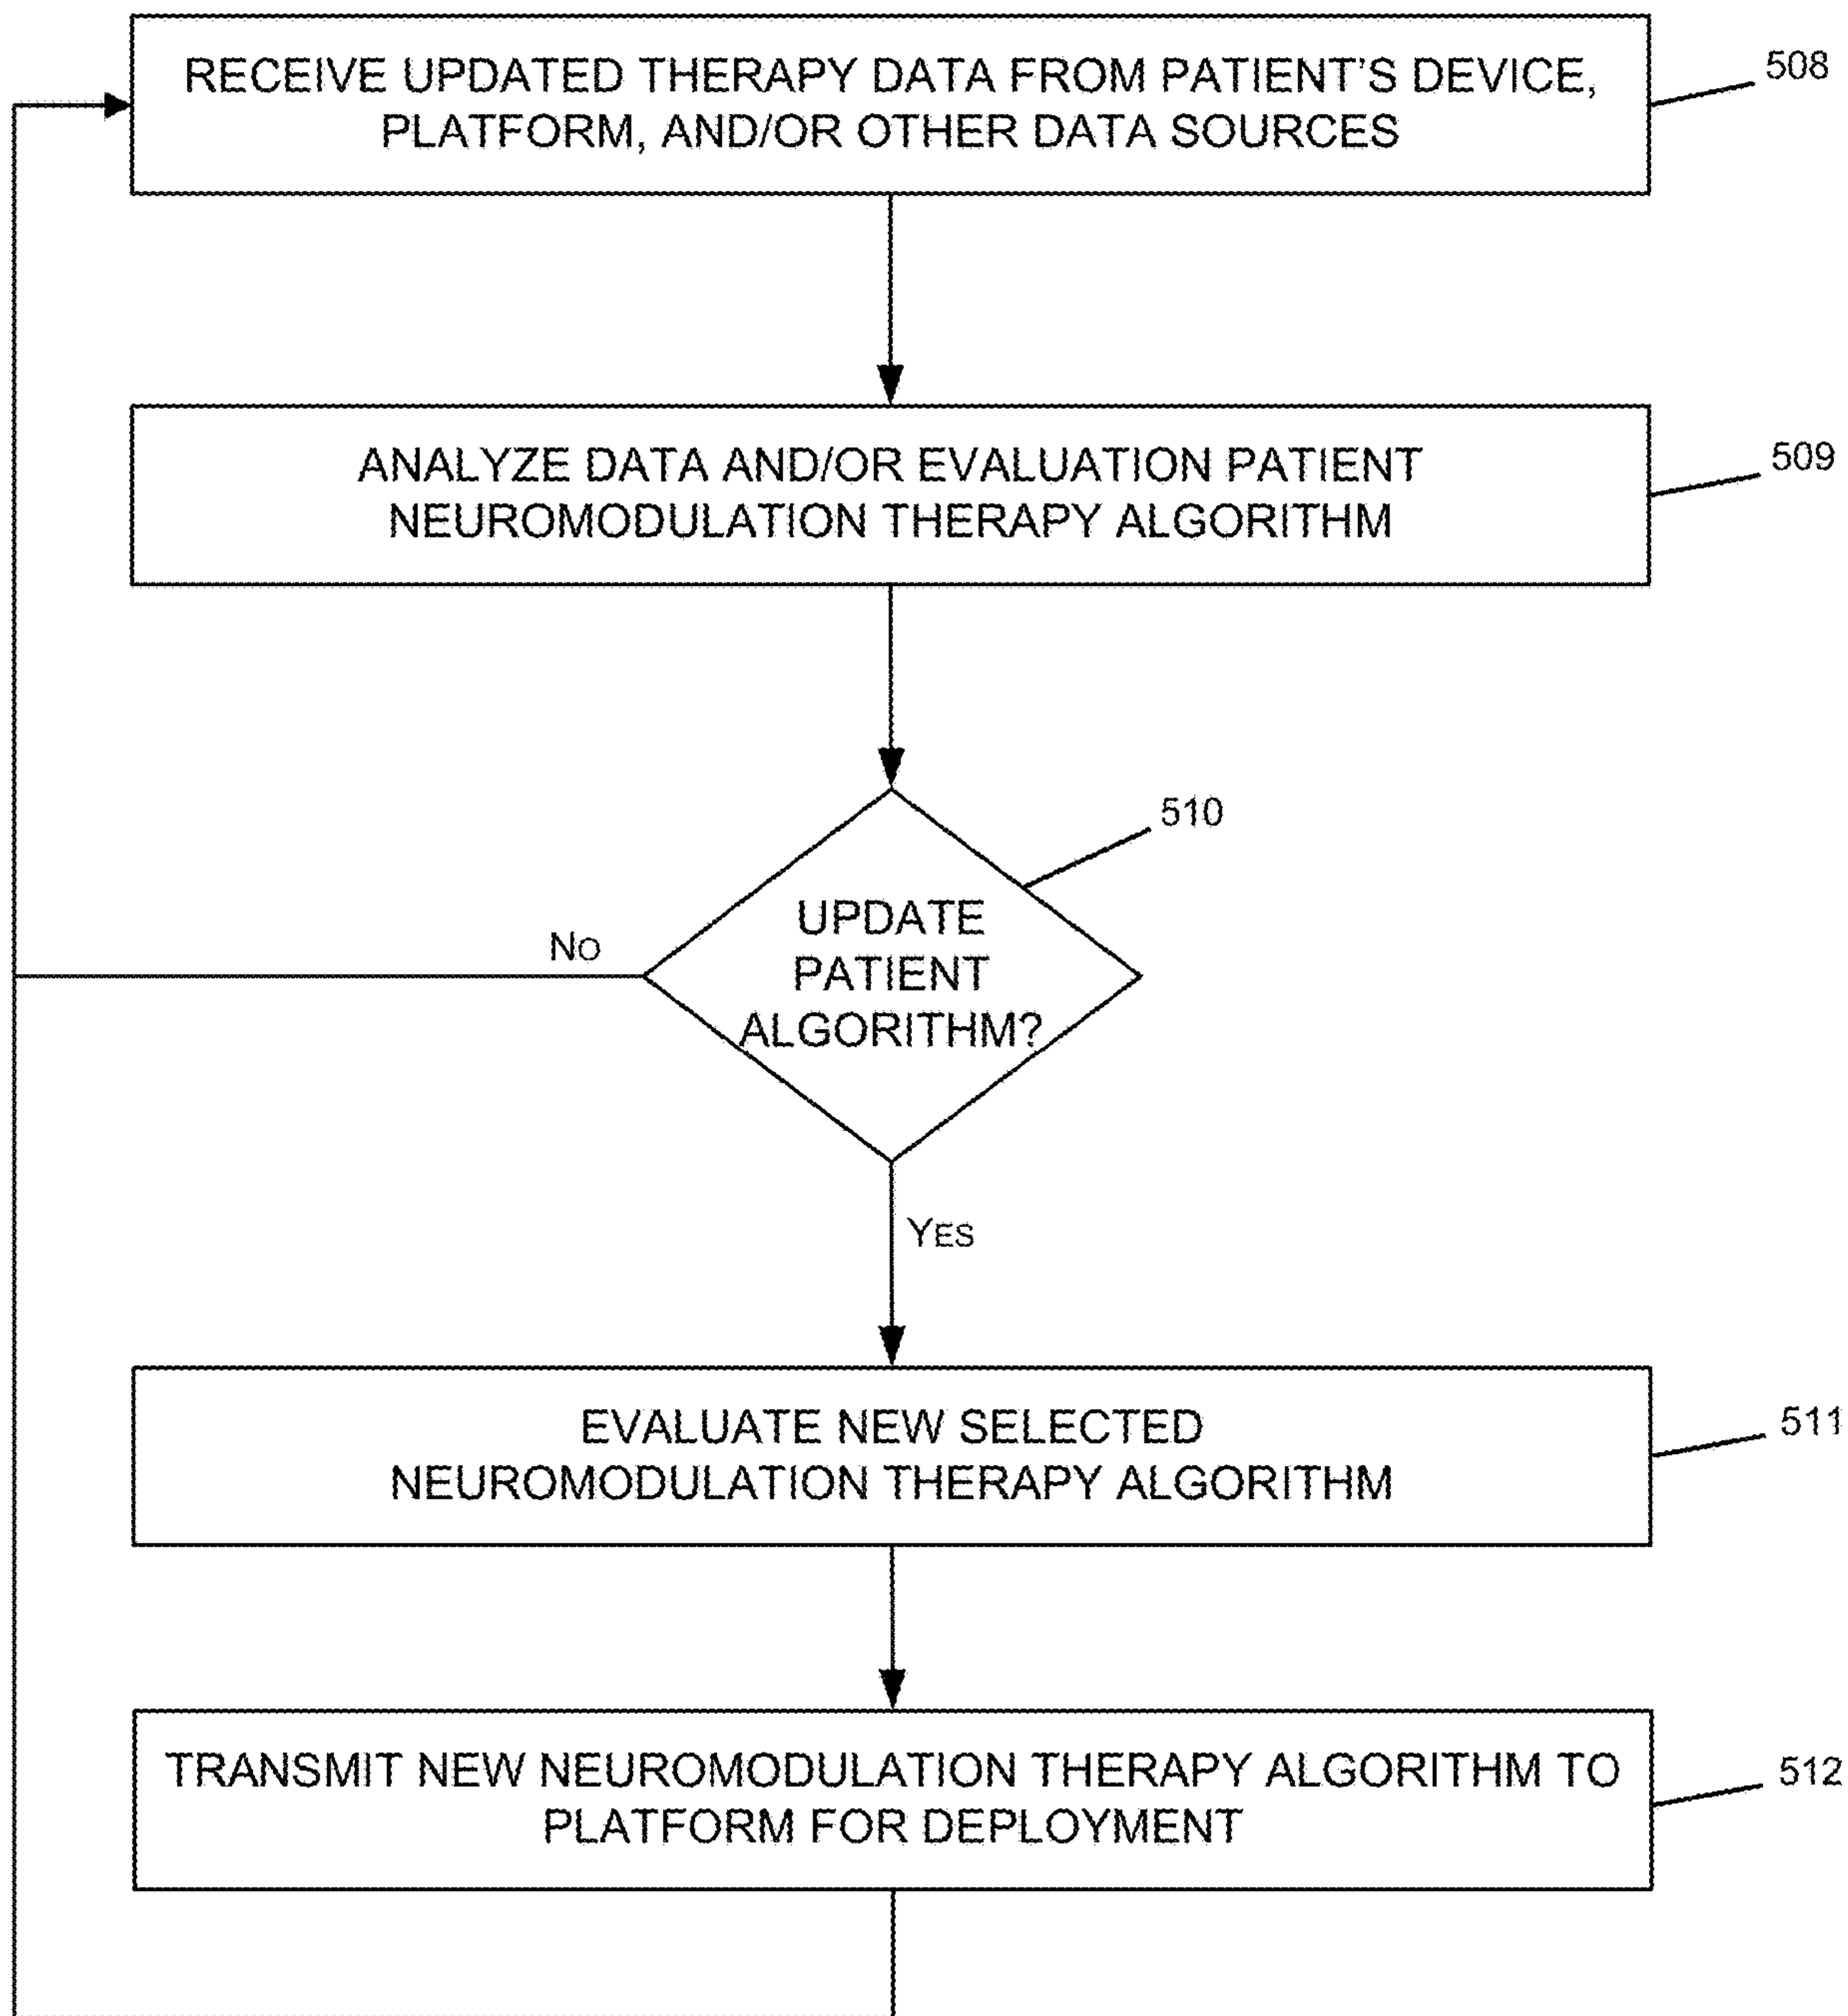 RECEIVE UPDATED THERAPY DATA FROM PATIENT'S DEVICE,
PLATFORM, AND/OR OTHER DATA SOURCES
508
ANALYZE DATA AND/OR EVALUATION PATIENT
NEUROMODULATION THERAPY ALGORITHM
509
510
UPDATE
PATIENT
ALGORITHM?
NO
YES
EVALUATE NEW SELECTED
NEUROMODULATION THERAPY ALGORITHM
511
TRANSMIT NEW NEUROMODULATION THERAPY ALGORITHM TO
PLATFORM FOR DEPLOYMENT
512